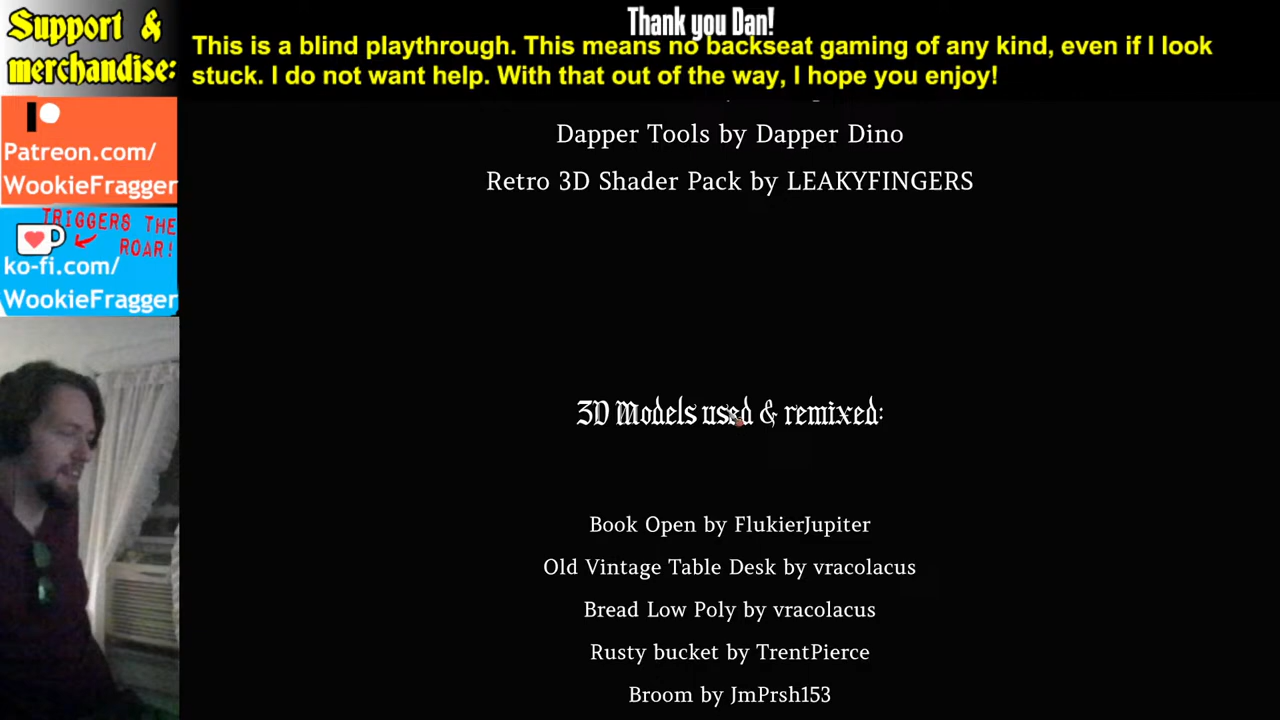 Support &
merchandise:
Thank you Dan!
This is a blind playthrough. This means no backseat gaming of any kind, even if I look
stuck. I do not want help. With that out of the way, I hope you enjoy!
Patreon.com/
WookieFragger
TRIGGERS THE
ROAR!
ko-fi.com/
WookieFragger
Dapper Tools by Dapper Dino
Retro 3D Shader Pack by LEAKYFINGERS
3D Models used & remixed:
Book Open by FlukierJupiter
Old Vintage Table Desk by vracolacus
Bread Low Poly by vracolacus
Rusty bucket by TrentPierce
Broom by JmPrsh153